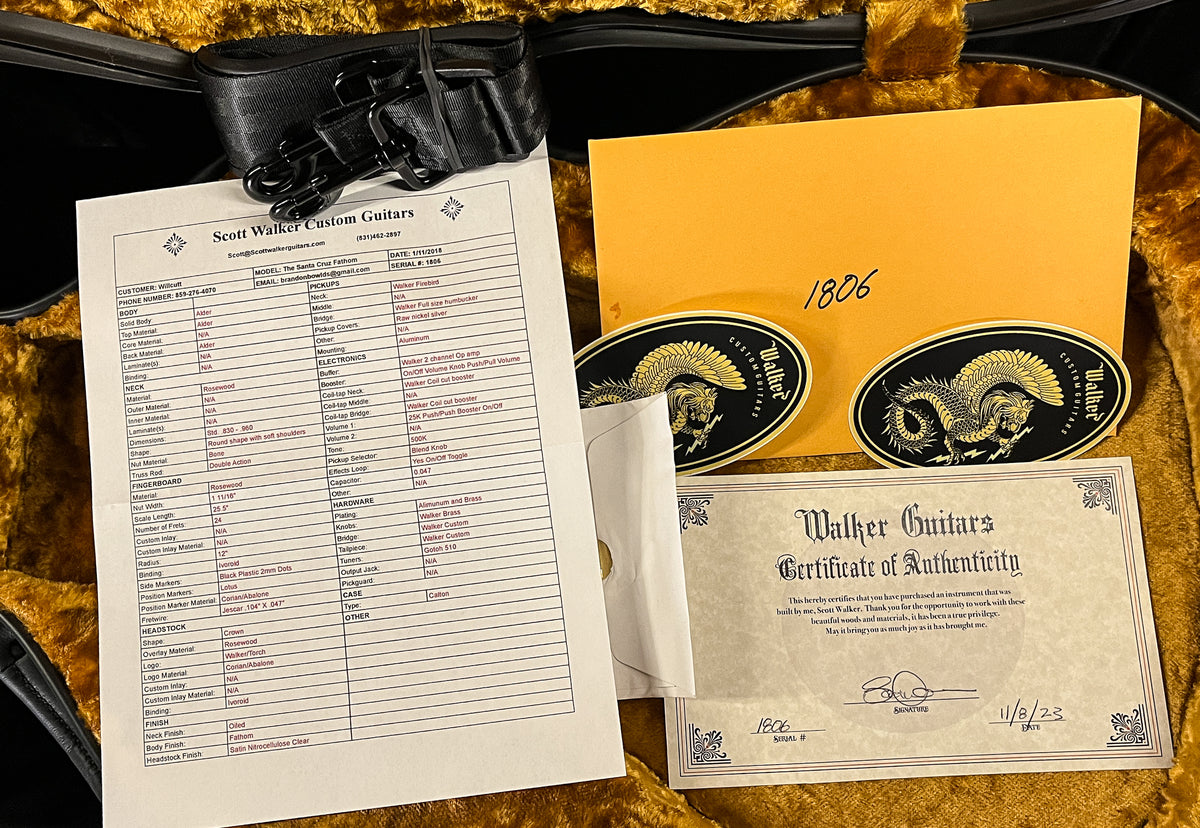 Scott Walker Custom Guitars
Scott@Scottwalkerguitars.com (831)462-2897
CUSTOMER: Willcutt
MODEL: The Santa Cruz Fathom
DATE: 1/11/2018
PHONE NUMBER: 859-276-4070
EMAIL: brandonbowlds@gmail.com
SERIAL #: 1806
BODY
Solid Body: Alder
Top Material: Alder
Core Material: N/A
Back Material: Alder
Laminate(s): N/A
Binding: N/A
NECK
Material: Rosewood
Outer Material: N/A
Inner Material: N/A
Laminate(s): N/A
Dimensions: Std. .830 - .960
Shape: Round shape with soft shoulders
Nut Material: Bone
Truss Rod: Double Action
FINGERBOARD
Material: Rosewood
Nut Width: 1 11/16"
Scale Length: 25.5"
Number of Frets: 24
Custom Inlay: N/A
Custom Inlay Material: N/A
Radius: 12"
Binding: Ivoroid
Side Markers: Black Plastic 2mm Dots
Position Markers: Lotus
Position Marker Material: Corian/Abalone
Fretwire: Jescar .104" X .047"
HEADSTOCK
Shape: Crown
Overlay Material: Rosewood
Logo: Walker/Torch
Logo Material: Corian/Abalone
Custom Inlay: N/A
Custom Inlay Material: N/A
Binding: Ivoroid
FINISH
Neck Finish: Oiled
Body Finish: Fathom
Headstock Finish: Satin Nitrocellulose Clear
PICKUPS
Neck: Walker Firebird
Middle N/A
Bridge: Walker Full size humbucker
Pickup Covers: Raw nickel silver
Other: N/A
Mounting: Aluminum
ELECTRONICS
Buffer: Walker 2 channel Op amp
Booster: On/Off Volume Knob Push/Pull Volume
Coil-tap Neck: Walker Coil cut booster
Coil-tap Middle: N/A
Coil-tap Bridge: Walker Coil cut booster
Volume 1: 25K Push/Push Booster On/Off
Volume 2: N/A
Tone: 500K
Pickup Selector: Blend Knob
Effects Loop: Yes On/Off Toggle
Capacitor: 0.047
Other: N/A
HARDWARE
Plating: Alimunum and Brass
Knobs: Walker Brass
Bridge: Walker Custom
Tailpiece: Walker Custom
Tuners: Gotoh 510
Output Jack: N/A
Pickguard: N/A
CASE
Type: Calton
OTHER
1806
Walker
CUSTOM GUITARS
Walker
CUSTOM GUITARS
Walker Guitars
Certificate of Authenticity
This hereby certifies that you have purchased an instrument that was
built by me, Scott Walker. Thank you for the opportunity to work with these
beautiful woods and materials, it has been a true privilege.
May it bring you as much joy as it has brought me.
SIGNATURE
1806
SERIAL #
11/8/23
DATE